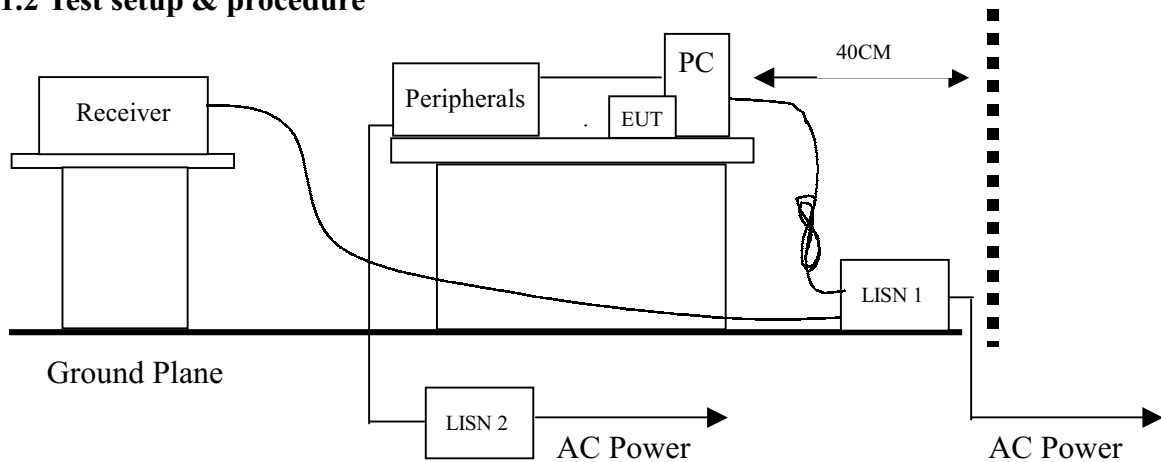 1.2 Test setup & procedure
PC
40CM
Peripherals
Receiver
EUT
LISN 1
Ground Plane
LISN 2
AC Power
AC Power